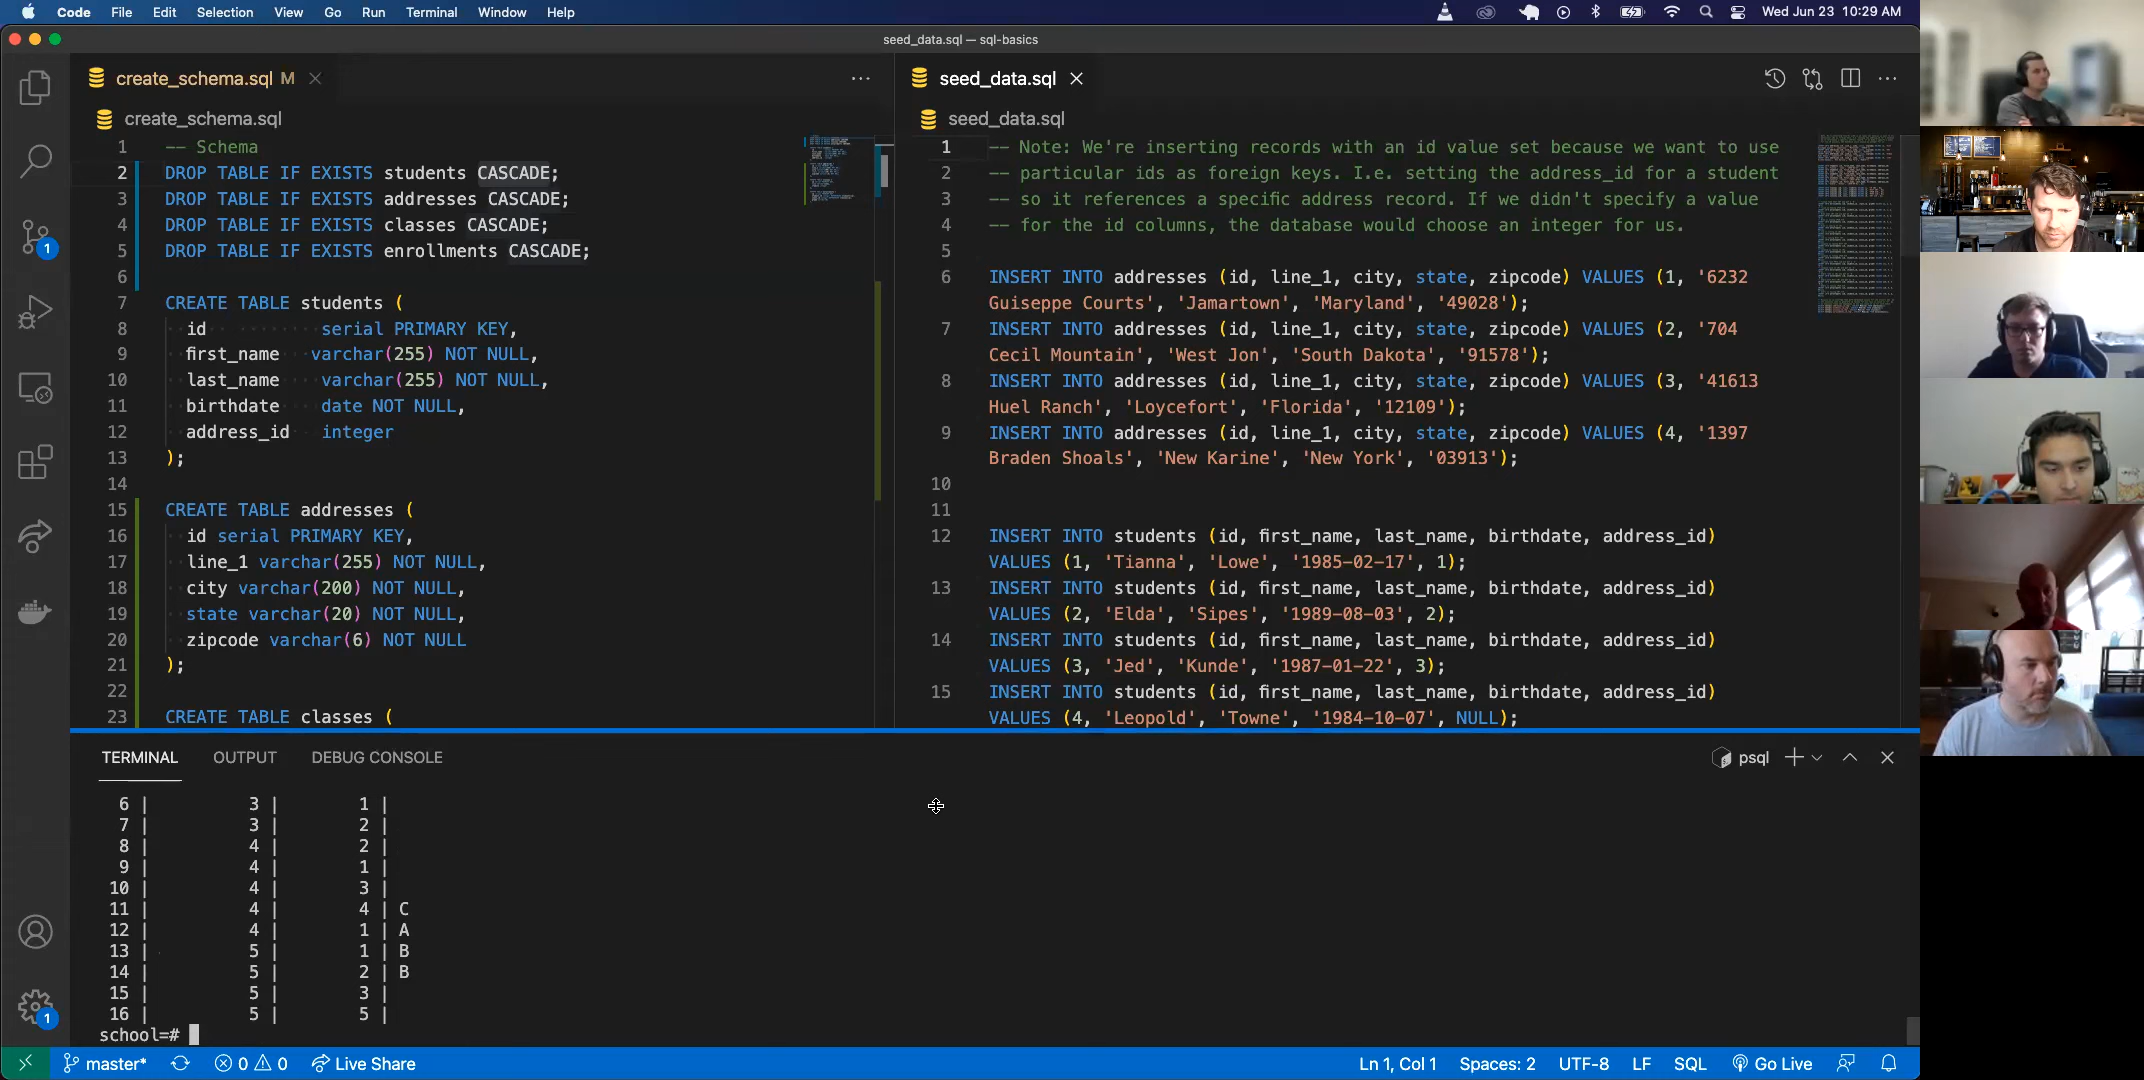 Code File Edit Selection View Go Run Terminal Window Help Wed Jun 23 10:29 AM
seed_data.sql — sql-basics
create_schema.sql M
create_schema.sql
1 -- Schema
2 DROP TABLE IF EXISTS students CASCADE;
3 DROP TABLE IF EXISTS addresses CASCADE;
4 DROP TABLE IF EXISTS classes CASCADE;
5 DROP TABLE IF EXISTS enrollments CASCADE;
6
7 CREATE TABLE students (
8 id serial PRIMARY KEY,
9 first_name varchar(255) NOT NULL,
10 last_name varchar(255) NOT NULL,
11 birthdate date NOT NULL,
12 address_id integer
13 );
14
15 CREATE TABLE addresses (
16 id serial PRIMARY KEY,
17 line_1 varchar(255) NOT NULL,
18 city varchar(200) NOT NULL,
19 state varchar(20) NOT NULL,
20 zipcode varchar(6) NOT NULL
21 );
22
23 CREATE TABLE classes (
seed_data.sql
seed_data.sql
1 -- Note: We're inserting records with an id value set because we want to use
2 -- particular ids as foreign keys. I.e. setting the address_id for a student
3 -- so it references a specific address record. If we didn't specify a value
4 -- for the id columns, the database would choose an integer for us.
5
6 INSERT INTO addresses (id, line_1, city, state, zipcode) VALUES (1, '6232
Guiseppe Courts', 'Jamartown', 'Maryland', '49028');
7 INSERT INTO addresses (id, line_1, city, state, zipcode) VALUES (2, '704
Cecil Mountain', 'West Jon', 'South Dakota', '91578');
8 INSERT INTO addresses (id, line_1, city, state, zipcode) VALUES (3, '41613
Huel Ranch', 'Loycefort', 'Florida', '12109');
9 INSERT INTO addresses (id, line_1, city, state, zipcode) VALUES (4, '1397
Braden Shoals', 'New Karine', 'New York', '03913');
10
11
12 INSERT INTO students (id, first_name, last_name, birthdate, address_id)
VALUES (1, 'Tianna', 'Lowe', '1985-02-17', 1);
13 INSERT INTO students (id, first_name, last_name, birthdate, address_id)
VALUES (2, 'Elda', 'Sipes', '1989-08-03', 2);
14 INSERT INTO students (id, first_name, last_name, birthdate, address_id)
VALUES (3, 'Jed', 'Kunde', '1987-01-22', 3);
15 INSERT INTO students (id, first_name, last_name, birthdate, address_id)
VALUES (4, 'Leopold', 'Towne', '1984-10-07', NULL);
1
1
TERMINAL OUTPUT DEBUG CONSOLE psql
6 | 3 | 1 |
7 | 3 | 2 |
8 | 4 | 2 |
9 | 4 | 1 |
10 | 4 | 3 |
11 | 4 | 4 | C
12 | 4 | 1 | A
13 | 5 | 1 | B
14 | 5 | 2 | B
15 | 5 | 3 |
16 | 5 | 5 |
school=#
master* 0 0 Live Share Ln 1, Col 1 Spaces: 2 UTF-8 LF SQL Go Live